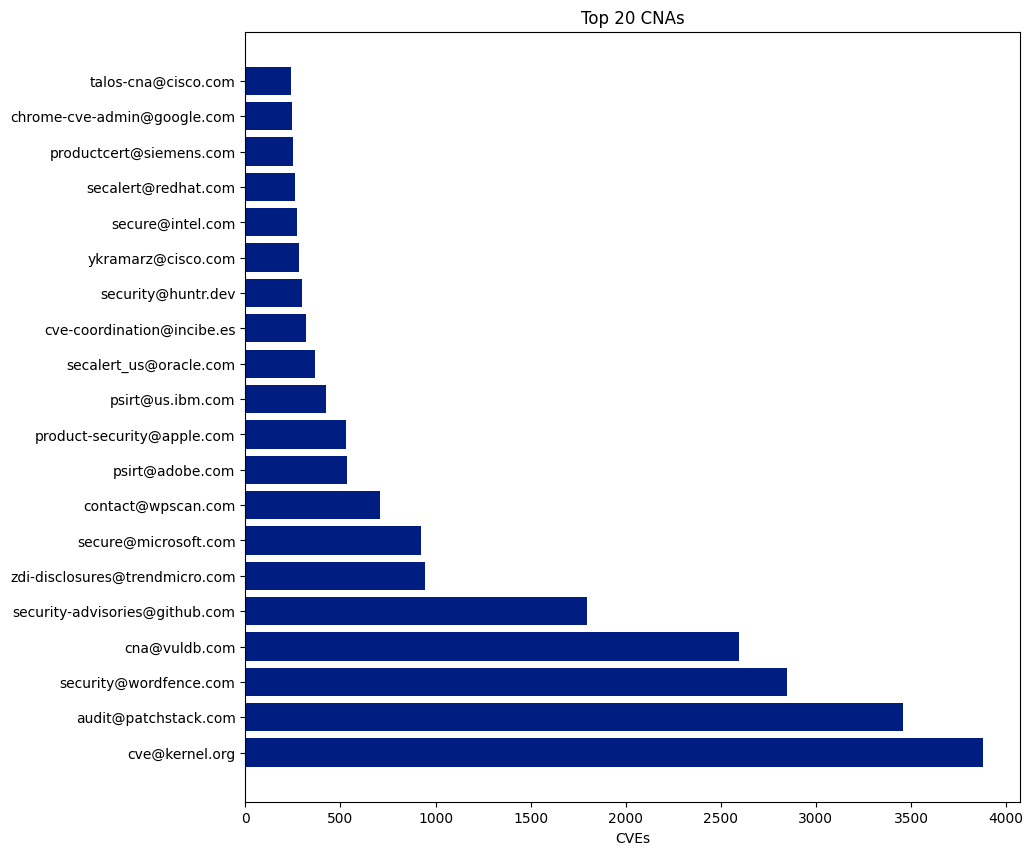 Top 20 CNAs
talos-cna@cisco.com
chrome-cve-admin@google.com
productcert@siemens.com
secalert@redhat.com
secure@intel.com
ykramarz@cisco.com
security@huntr.dev
cve-coordination@incibe.es
secalert_us@oracle.com
psirt@us.ibm.com
product-security@apple.com
psirt@adobe.com
contact@wpscan.com
secure@microsoft.com
zdi-disclosures@trendmicro.com
security-advisories@github.com
cna@vuldb.com
security@wordfence.com
audit@patchstack.com
cve@kernel.org
0 500 1000 1500 2000 2500 3000 3500 4000
CVEs